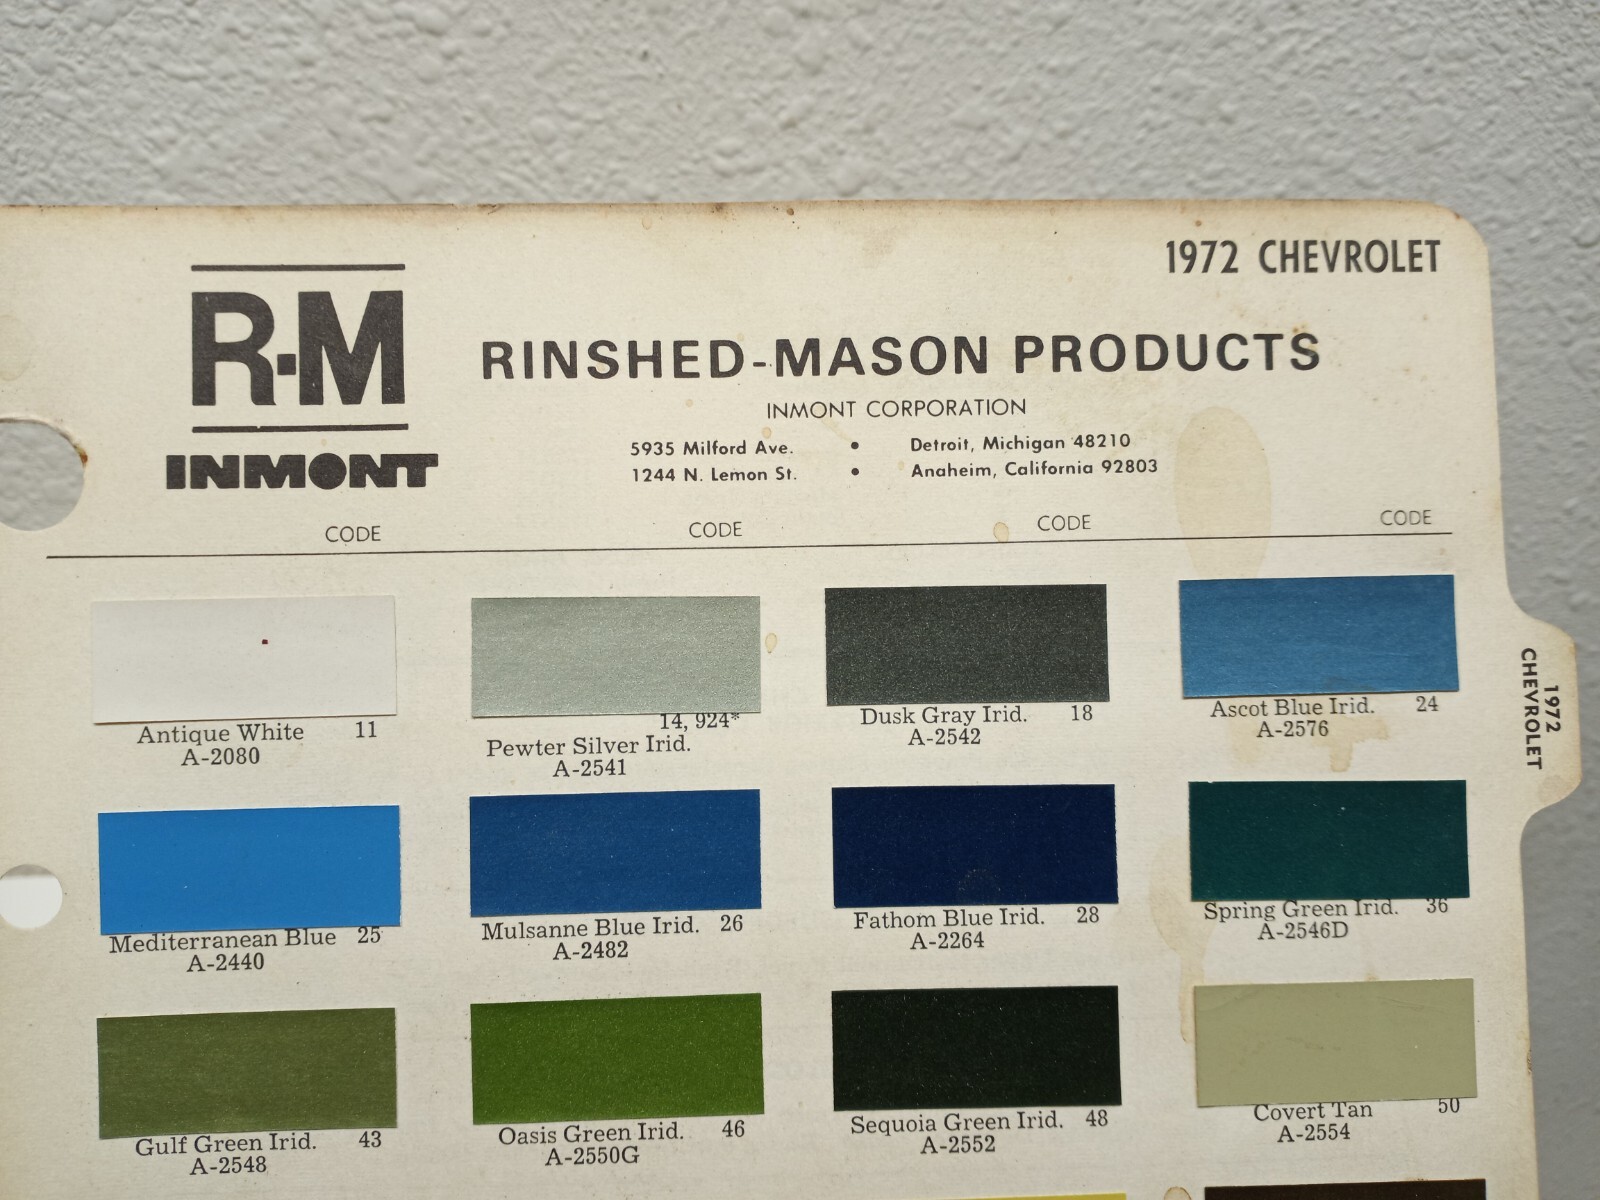 1972 CHEVROLET
R-M
INMONT
RINSHED-MASON PRODUCTS
INMONT CORPORATION
5935 Milford Ave. • Detroit, Michigan 48210
1244 N. Lemon St. • Anaheim, California 92803
CODE CODE CODE CODE
Antique White 11
A-2080
14, 924*
Pewter Silver Irid.
A-2541
Dusk Gray Irid. 18
A-2542
Ascot Blue Irid. 24
A-2576
1972
CHEVROLET
Mediterranean Blue 25
A-2440
Mulsanne Blue Irid. 26
A-2482
Fathom Blue Irid. 28
A-2264
Spring Green Irid. 36
A-2546D
Gulf Green Irid. 43
A-2548
Oasis Green Irid. 46
A-2550G
Sequoia Green Irid. 48
A-2552
Covert Tan 50
A-2554